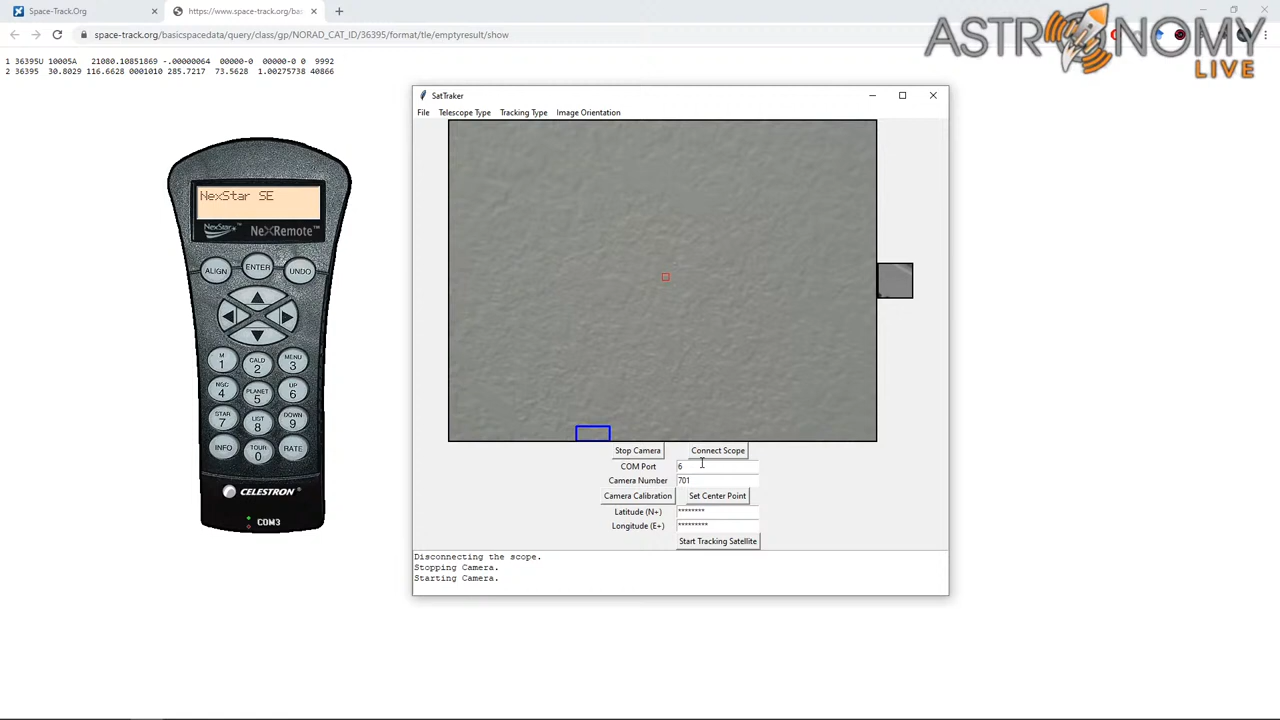 Space-Track.Org
https://www.space-track.org/bas
space-track.org/basicspacedata/query/class/gp/NORAD_CAT_ID/36395/format/tle/emptyresult/show
ASTRONOMY
LIVE
1 36395U 10005A   21080.10851869 -.00000064  00000-0  00000-0 0  9992
2 36395  30.8029 116.6628 0001010 285.7217  73.5628  1.00275738 40866
NexStar SE
NexStar
NexRemote™
ALIGN
ENTER
UNDO
M
1
CALD
2
MENU
3
NGC
4
PLANET
5
UP
6
STAR
7
LIST
8
DOWN
9
INFO
TOUR
0
RATE
CELESTRON
COM3
SatTraker
File Telescope Type Tracking Type Image Orientation
Stop Camera Connect Scope
COM Port 6
Camera Number 701
Camera Calibration Set Center Point
Latitude (N+) ********
Longitude (E+) *********
Start Tracking Satellite
Disconnecting the scope.
Stopping Camera.
Starting Camera.